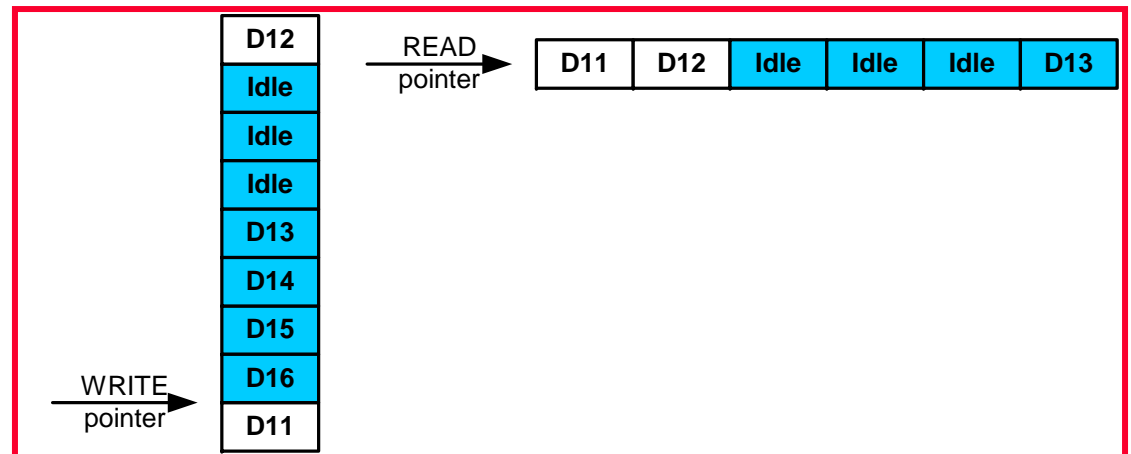 D12
Idle
Idle
Idle
D13
D14
D15
D16
D11
WRITE
pointer
READ
pointer
D11 D12 Idle Idle Idle D13